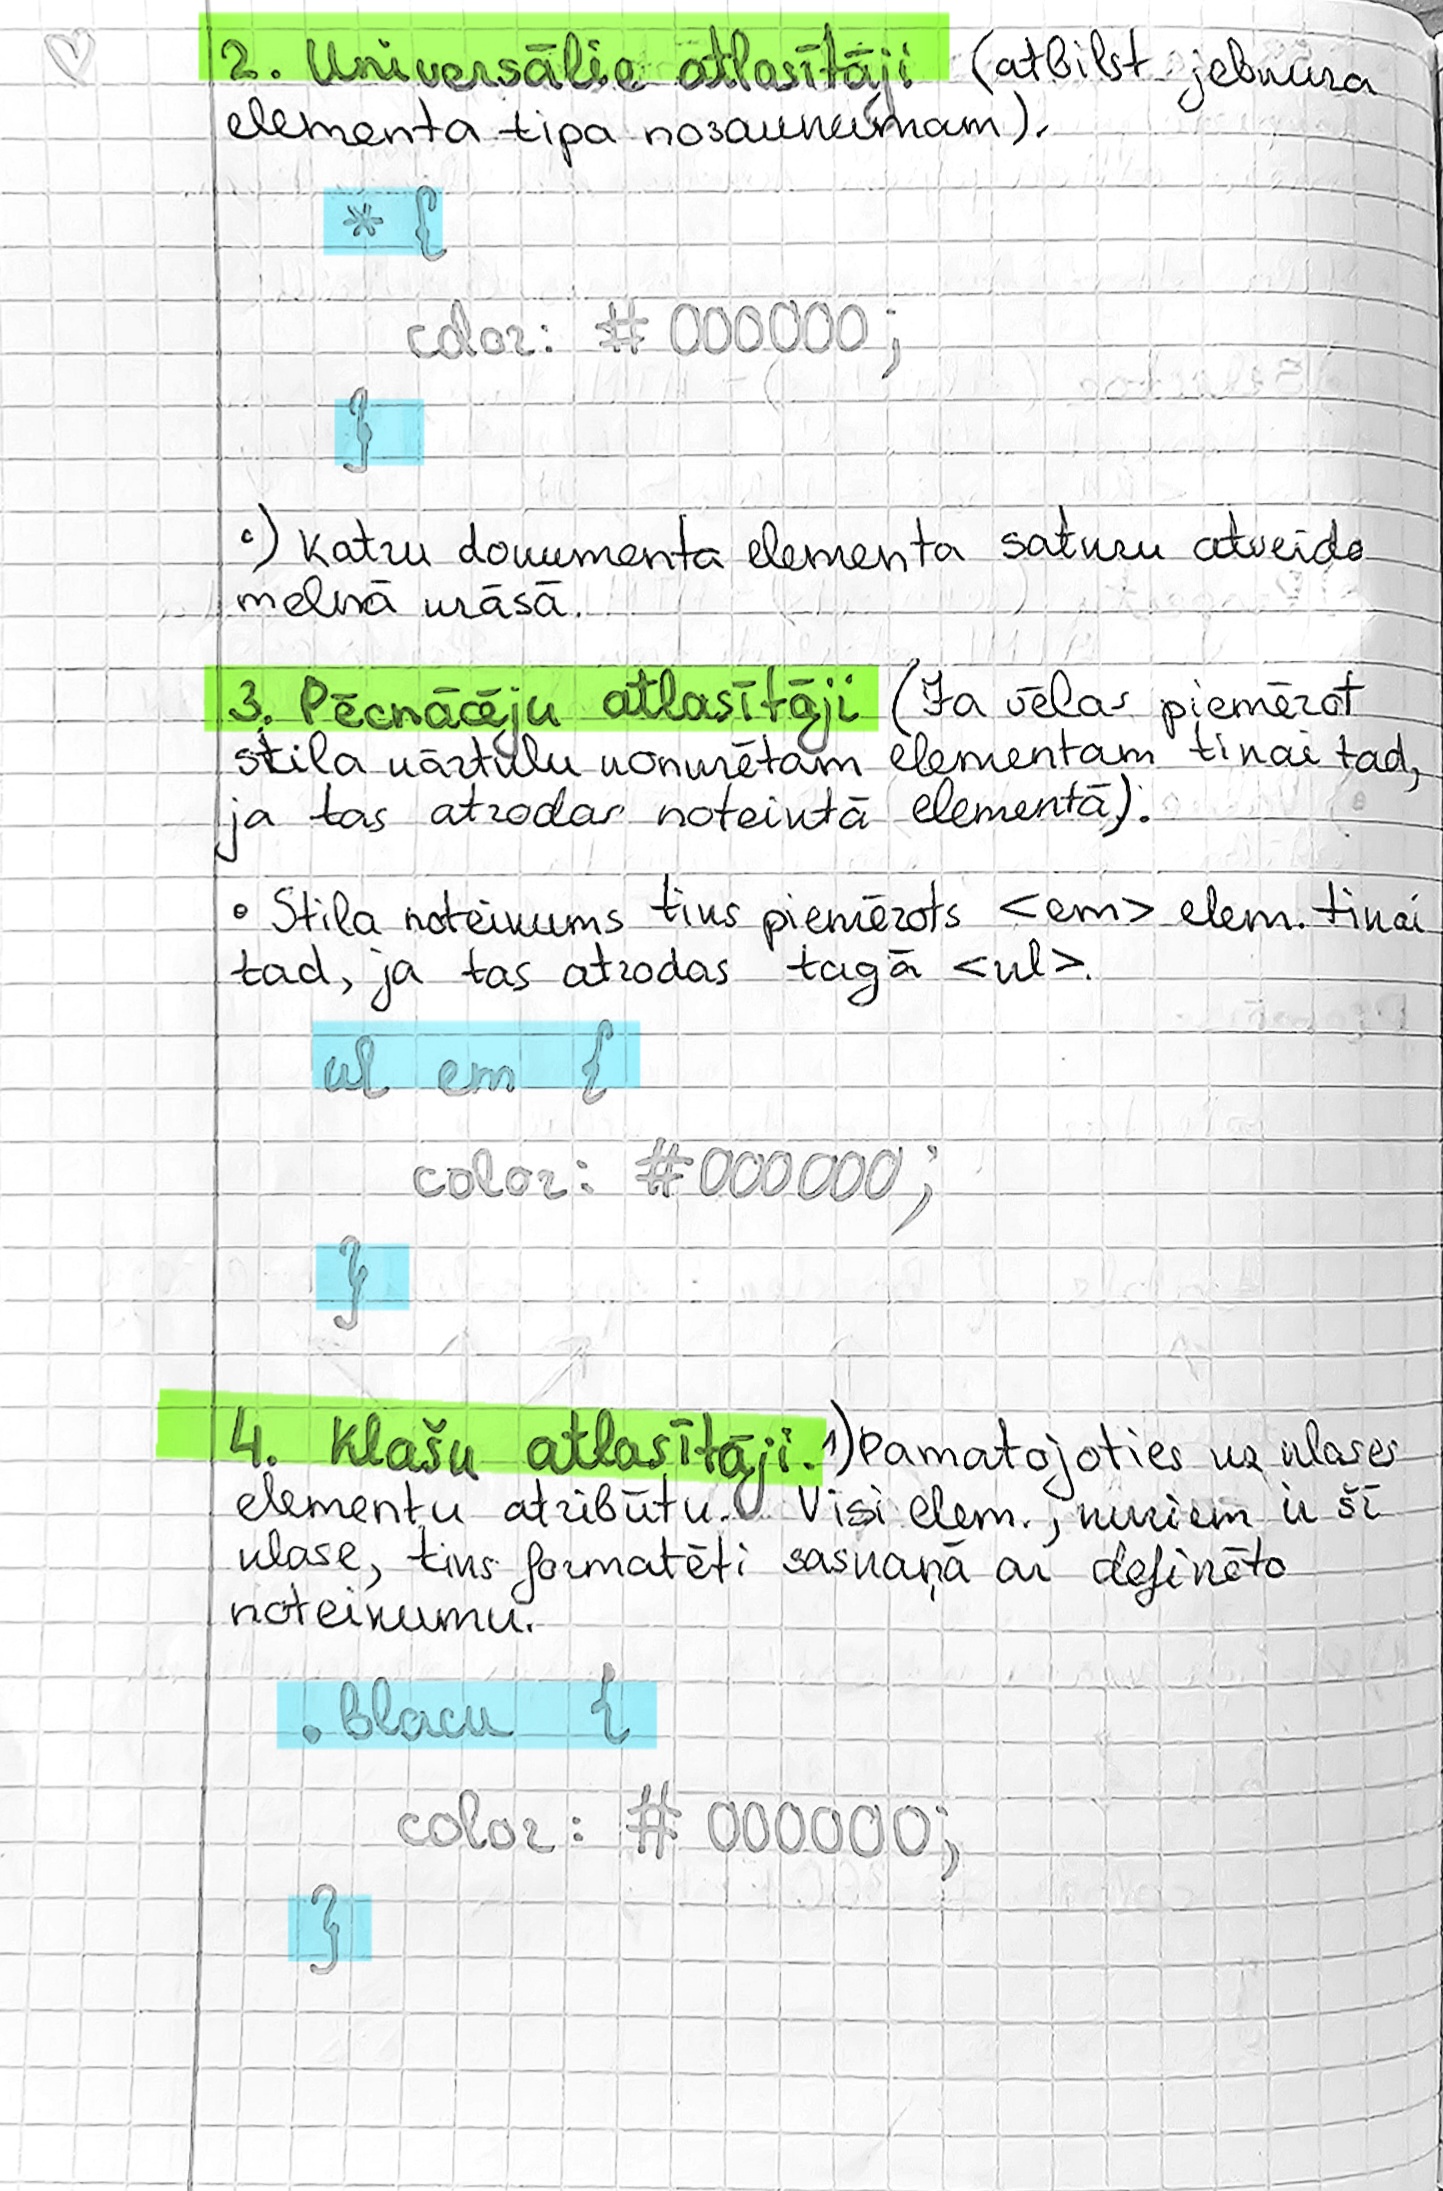 2. Universālie atlasītāji (atbilst jebkura
elementa tipa nosaukumam).
* {
color: # 000000;
}
•) Katru dokumenta elementa saturu atveido
melnā krāsā.
3. Pēcnācēju atlasītāji (Ja vēlas piemērot
stila kārtulu konkrētam elementam tikai tad,
ja tas atrodas noteiktā elementā).
• Stila noteikums tiks piemērots <em> elem. tikai
tad, ja tas atrodas tagā <ul>.
ul em {
color: #000000;
}
4. Klašu atlasītāji. 1) Pamatojoties uz klases
elementu atribūtu. Visi elem., kuriem ir šī
klase, tiks formatēti saskaņā ar definēto
noteikumu.
.black {
color: # 000000;
}